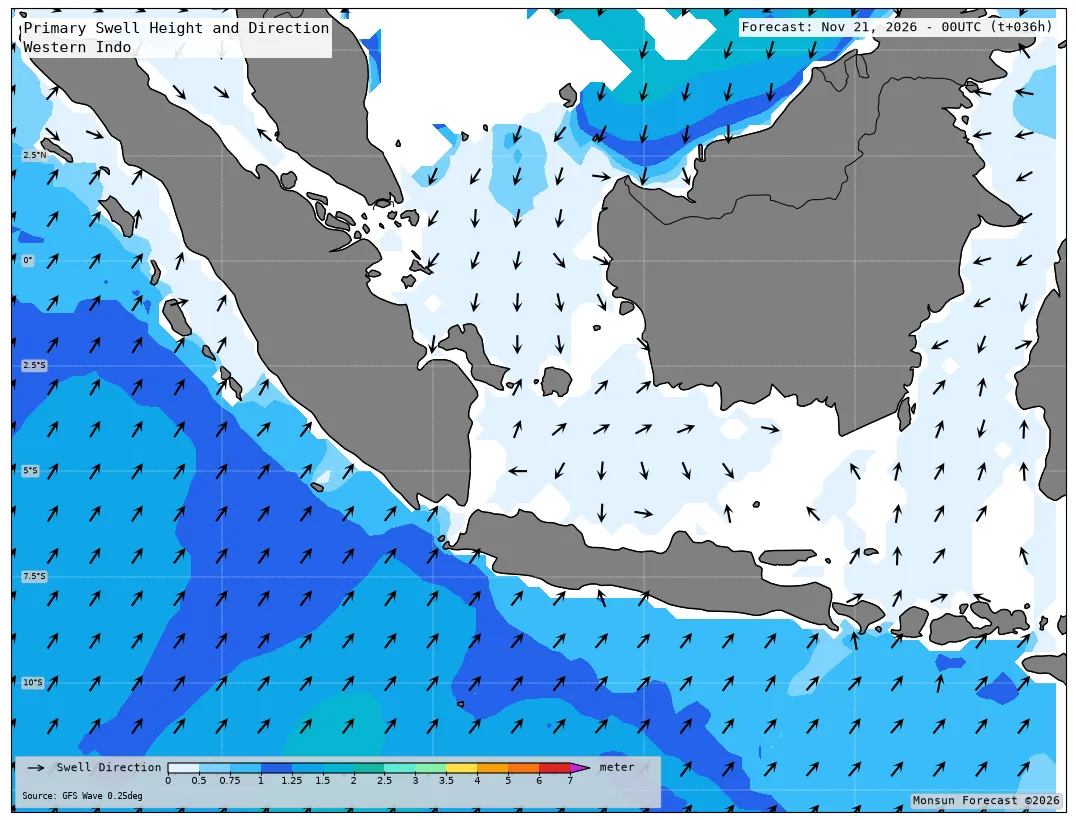 Primary Swell Height and Direction
Western Indo
Forecast: Nov 21, 2026 - 00UTC (t+036h)
2.5°N
0°
2.5°S
5°S
7.5°S
10°S
Swell Direction
0 0.5 0.75 1 1.25 1.5 2 2.5 3 3.5 4 5 6 7
meter
Source: GFS Wave 0.25deg
Monsun Forecast ©2026